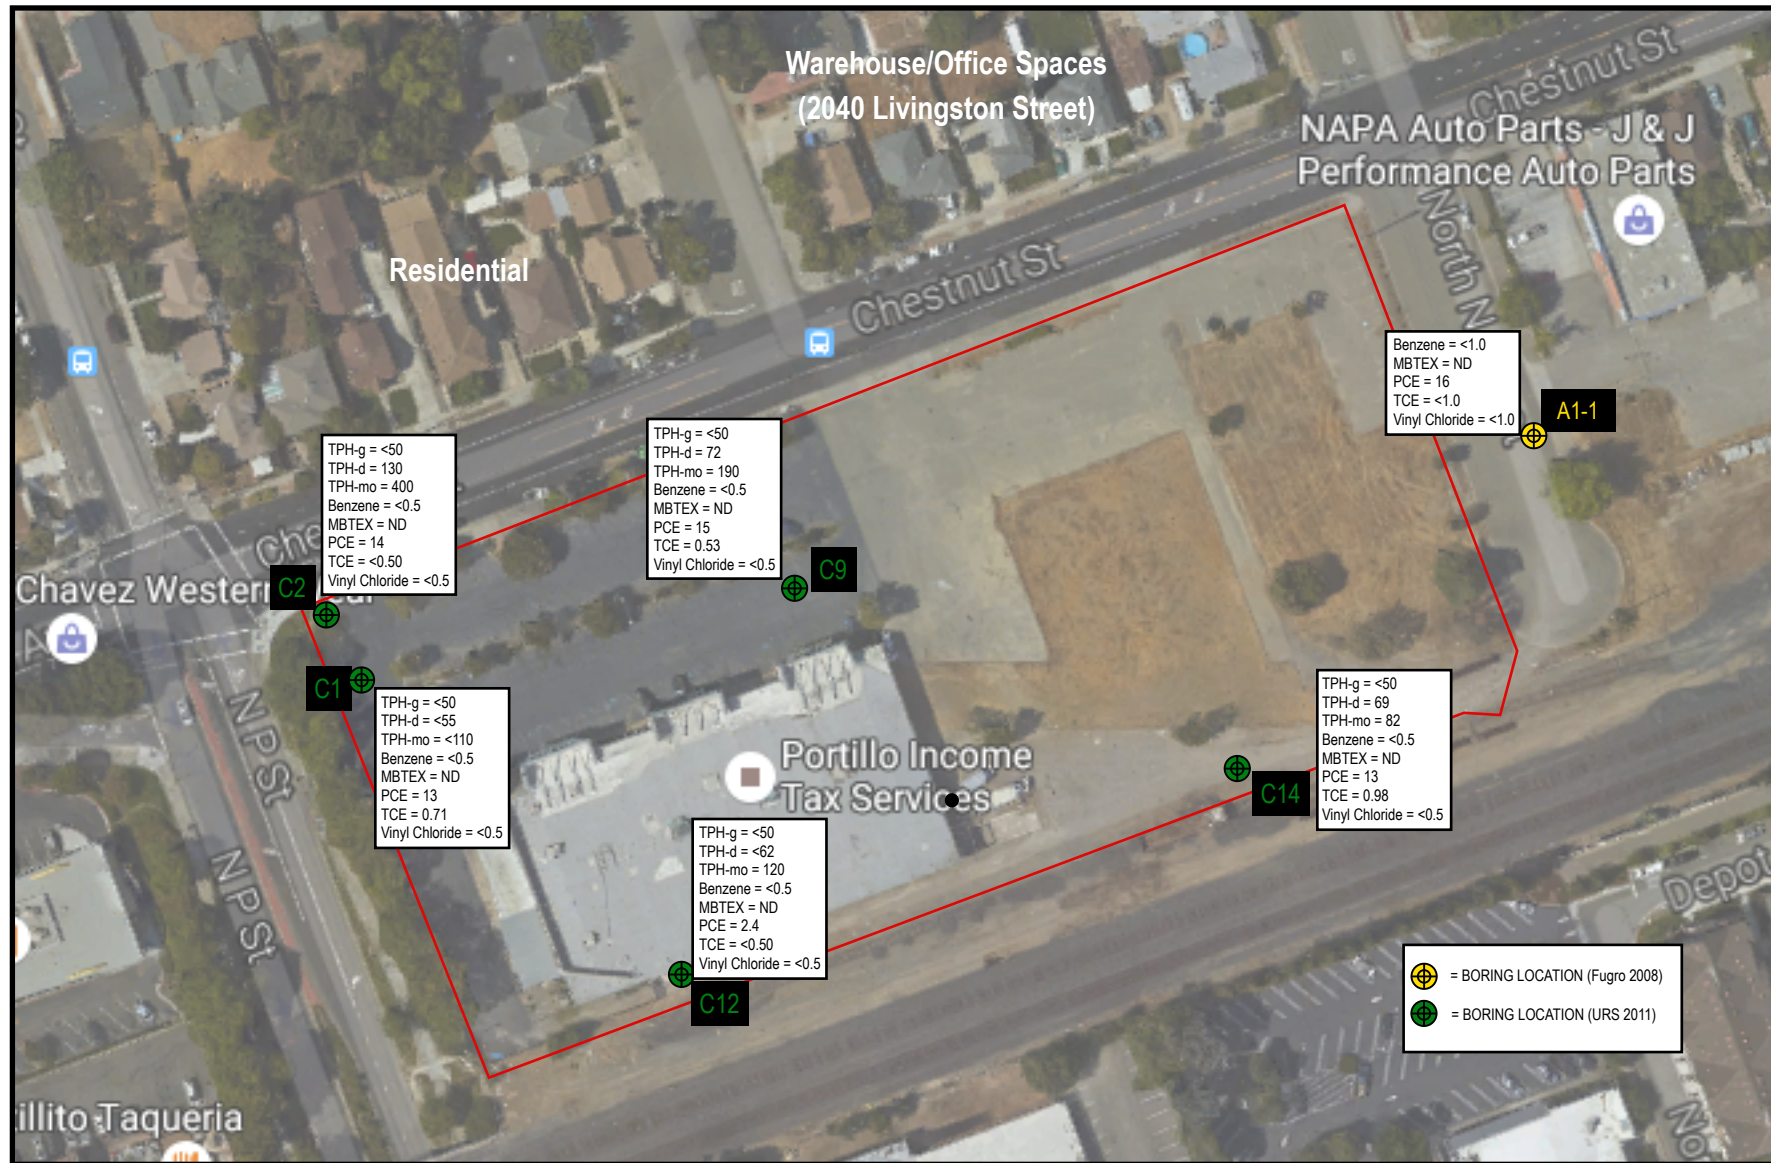 Warehouse/Office Spaces
(2040 Livingston Street)
Chestnut St
NAPA Auto Parts - J & J
Performance Auto Parts
North N
Residential
Chestnut St
Benzene = <1.0
MBTEX = ND
PCE = 16
TCE = <1.0
Vinyl Chloride = <1.0
A1-1
TPH-g = <50
TPH-d = 130
TPH-mo = 400
Benzene = <0.5
MBTEX = ND
PCE = 14
TCE = <0.50
Vinyl Chloride = <0.5
C2
TPH-g = <50
TPH-d = 72
TPH-mo = 190
Benzene = <0.5
MBTEX = ND
PCE = 15
TCE = 0.53
Vinyl Chloride = <0.5
C9
Che
Chavez Western
C1
TPH-g = <50
TPH-d = <55
TPH-mo = <110
Benzene = <0.5
MBTEX = ND
PCE = 13
TCE = 0.71
Vinyl Chloride = <0.5
N P St
N P St
Portillo Income
Tax Services
TPH-g = <50
TPH-d = 69
TPH-mo = 82
Benzene = <0.5
MBTEX = ND
PCE = 13
TCE = 0.98
Vinyl Chloride = <0.5
C14
TPH-g = <50
TPH-d = <62
TPH-mo = 120
Benzene = <0.5
MBTEX = ND
PCE = 2.4
TCE = <0.50
Vinyl Chloride = <0.5
C12
Depot
= BORING LOCATION (Fugro 2008)
= BORING LOCATION (URS 2011)
illito Taqueria
No